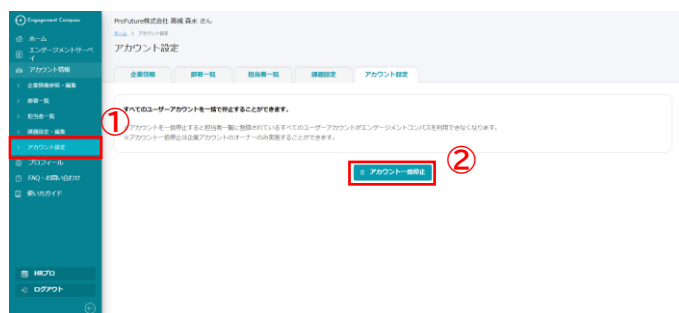 Engagement Compass
ProFuture株式会社 高橋 森水 さん
ホーム
ホーム › アカウント設定
エンゲージメントサーベイ
アカウント設定
アカウント情報
企業情報
部署一覧
担当者一覧
課題設定
アカウント設定
企業情報参照・編集
部署一覧
すべてのユーザーアカウントを一括で停止することができます。
担当者一覧
①
アカウントを一括停止すると担当者一覧に登録されているすべてのユーザーアカウントがエンゲージメントコンパスを利用できなくなります。
課題設定・編集
※アカウント一括停止は企業アカウントのオーナーのみ実施することができます。
アカウント設定
②
プロフィール
アカウント一括停止
FAQ・お問い合わせ
使い方ガイド
HRプロ
ログアウト